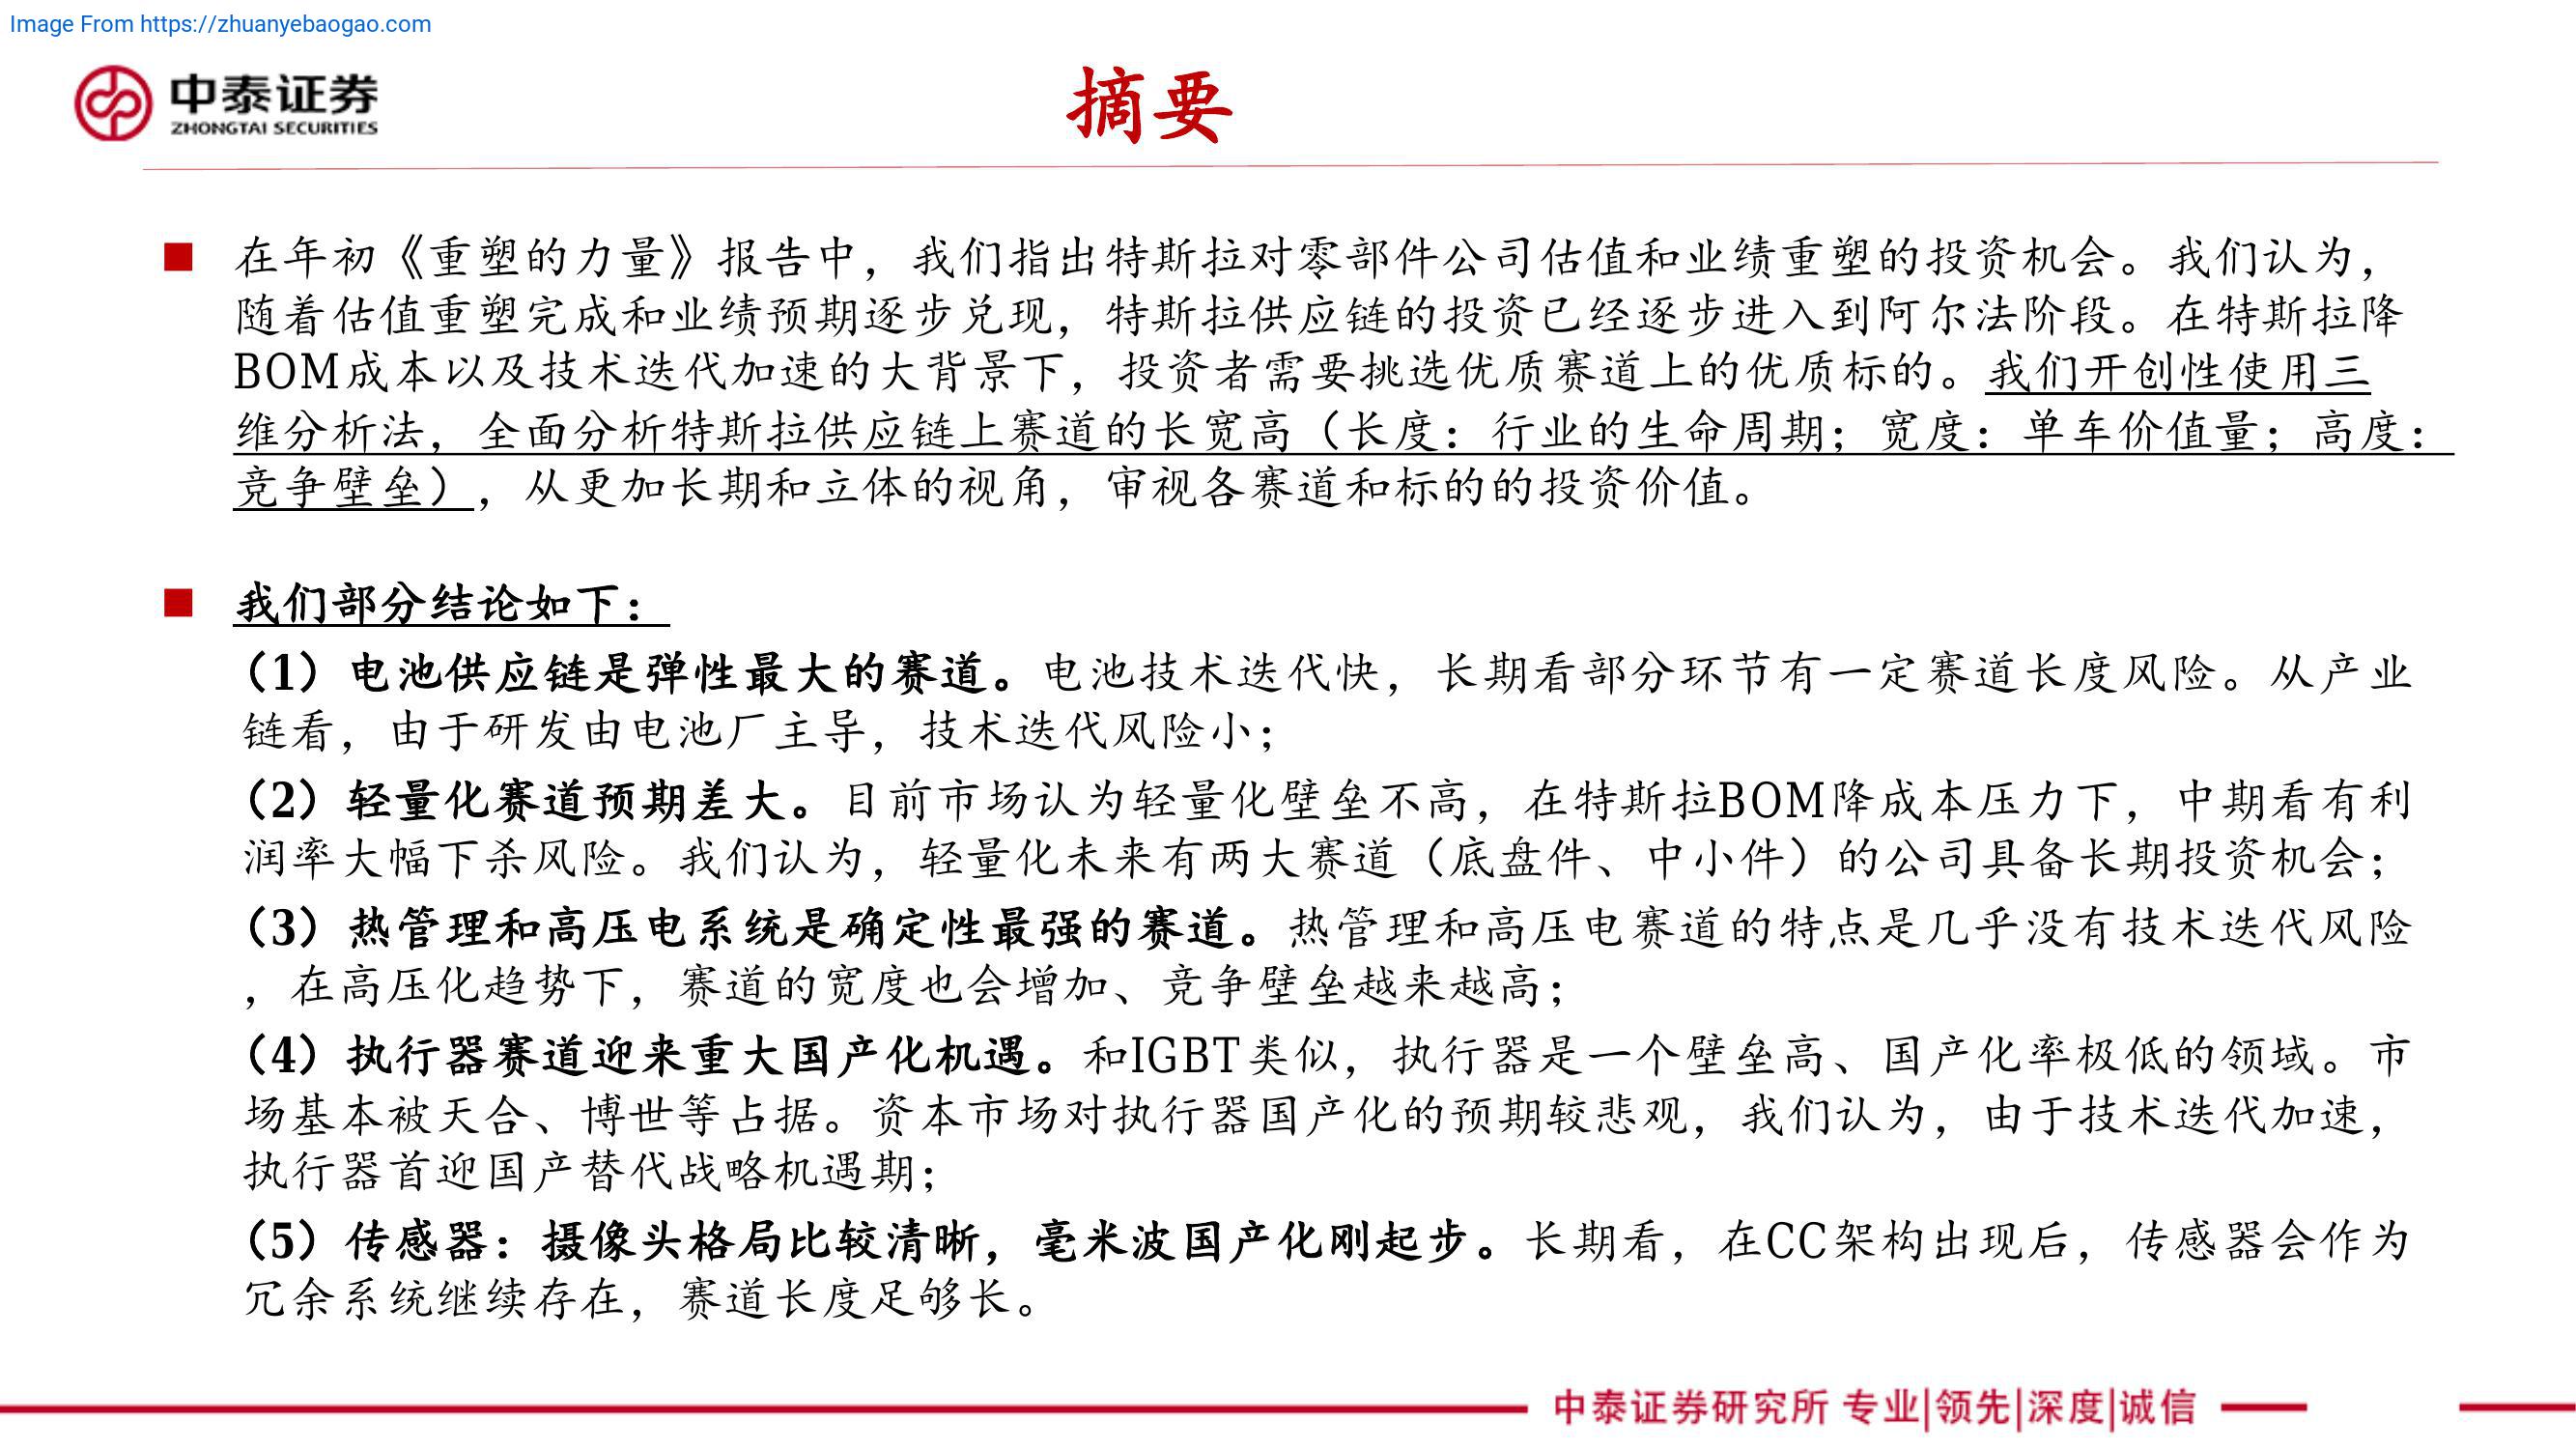 Image From https://zhuanyebaogao.com
中泰证券
ZHONGTAI SECURITIES
摘要
在年初《重塑的力量》报告中，我们指出特斯拉对零部件公司估值和业绩重塑的投资机会。我们认为，
随着估值重塑完成和业绩预期逐步兑现，特斯拉供应链的投资已经逐步进入到阿尔法阶段。在特斯拉降
BOM成本以及技术迭代加速的大背景下，投资者需要挑选优质赛道上的优质标的。我们开创性使用三
维分析法，全面分析特斯拉供应链上赛道的长宽高（长度：行业的生命周期；宽度：单车价值量；高度：
竞争壁垒），从更加长期和立体的视角，审视各赛道和标的的投资价值。
我们部分结论如下：
（1）电池供应链是弹性最大的赛道。电池技术迭代快，长期看部分环节有一定赛道长度风险。从产业
链看，由于研发由电池厂主导，技术迭代风险小；
（2）轻量化赛道预期差大。目前市场认为轻量化壁垒不高，在特斯拉BOM降成本压力下，中期看有利
润率大幅下杀风险。我们认为，轻量化未来有两大赛道（底盘件、中小件）的公司具备长期投资机会；
（3）热管理和高压电系统是确定性最强的赛道。热管理和高压电赛道的特点是几乎没有技术迭代风险
，在高压化趋势下，赛道的宽度也会增加、竞争壁垒越来越高；
（4）执行器赛道迎来重大国产化机遇。和IGBT类似，执行器是一个壁垒高、国产化率极低的领域。市
场基本被天合、博世等占据。资本市场对执行器国产化的预期较悲观，我们认为，由于技术迭代加速，
执行器首迎国产替代战略机遇期；
（5）传感器：摄像头格局比较清晰，毫米波国产化刚起步。长期看，在CC架构出现后，传感器会作为
冗余系统继续存在，赛道长度足够长。
中泰证券研究所 专业|领先|深度|诚信